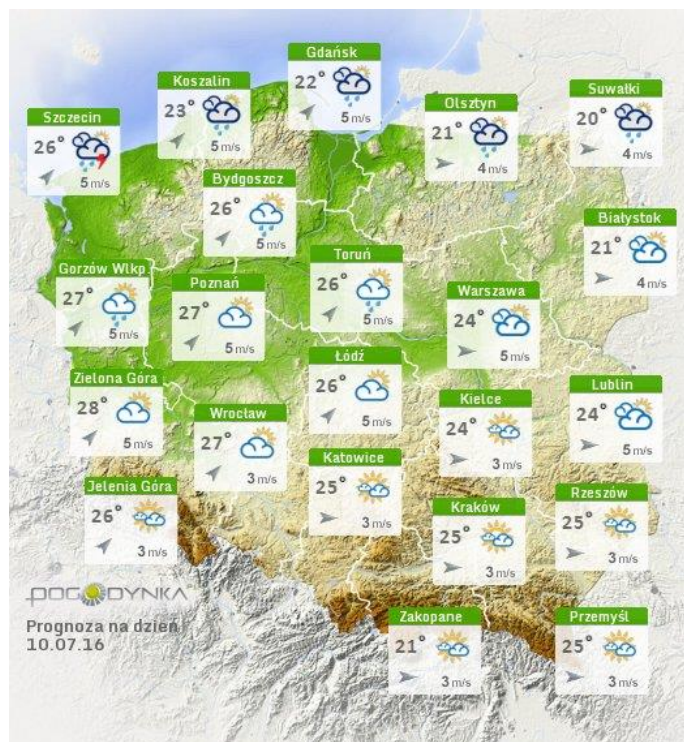 Gdańsk
22°
5 m/s
Koszalin
23°
5 m/s
Suwałki
20°
4 m/s
Olsztyn
21°
4 m/s
Szczecin
26°
5 m/s
Bydgoszcz
26°
5 m/s
Białystok
21°
4 m/s
Toruń
26°
5 m/s
Gorzów Wlkp.
27°
5 m/s
Poznań
27°
5 m/s
Warszawa
24°
5 m/s
Łódź
26°
5 m/s
Zielona Góra
28°
5 m/s
Lublin
24°
5 m/s
Kielce
24°
3 m/s
Wrocław
27°
3 m/s
Katowice
25°
3 m/s
Jelenia Góra
26°
3 m/s
Rzeszów
25°
3 m/s
Kraków
25°
3 m/s
POGODYNKA
Prognoza na dzień
10.07.16
Zakopane
21°
3 m/s
Przemyśl
25°
3 m/s